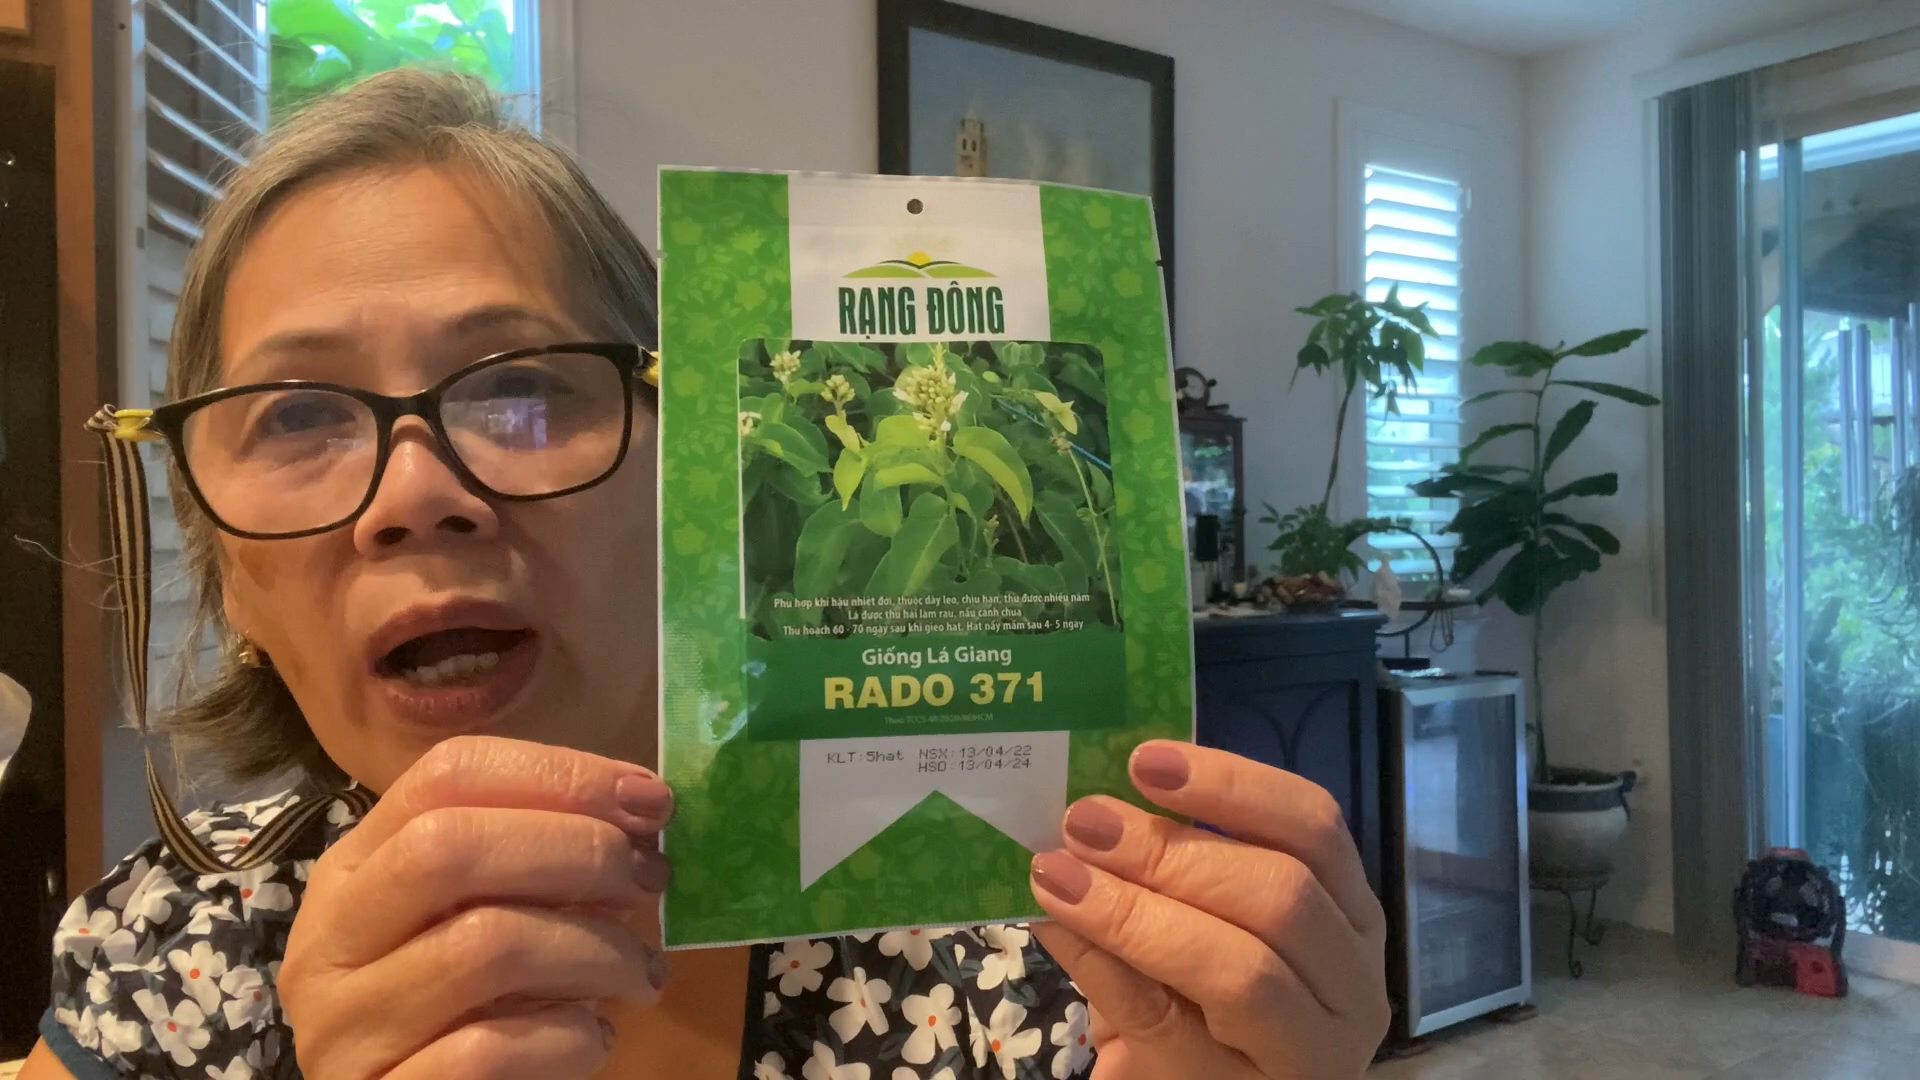 RẠNG ĐÔNG
Phù hợp khí hậu nhiệt đới, thuộc dây leo, chịu hạn, thu được nhiều năm
Lá được thu hái làm rau, nấu canh chua
Thu hoạch 60 - 70 ngày sau khi gieo hạt. Hạt nảy mầm sau 4- 5 ngày
Giống Lá Giang
RADO 371
KLT:5hat NSX:13/04/22
HSD:13/04/24